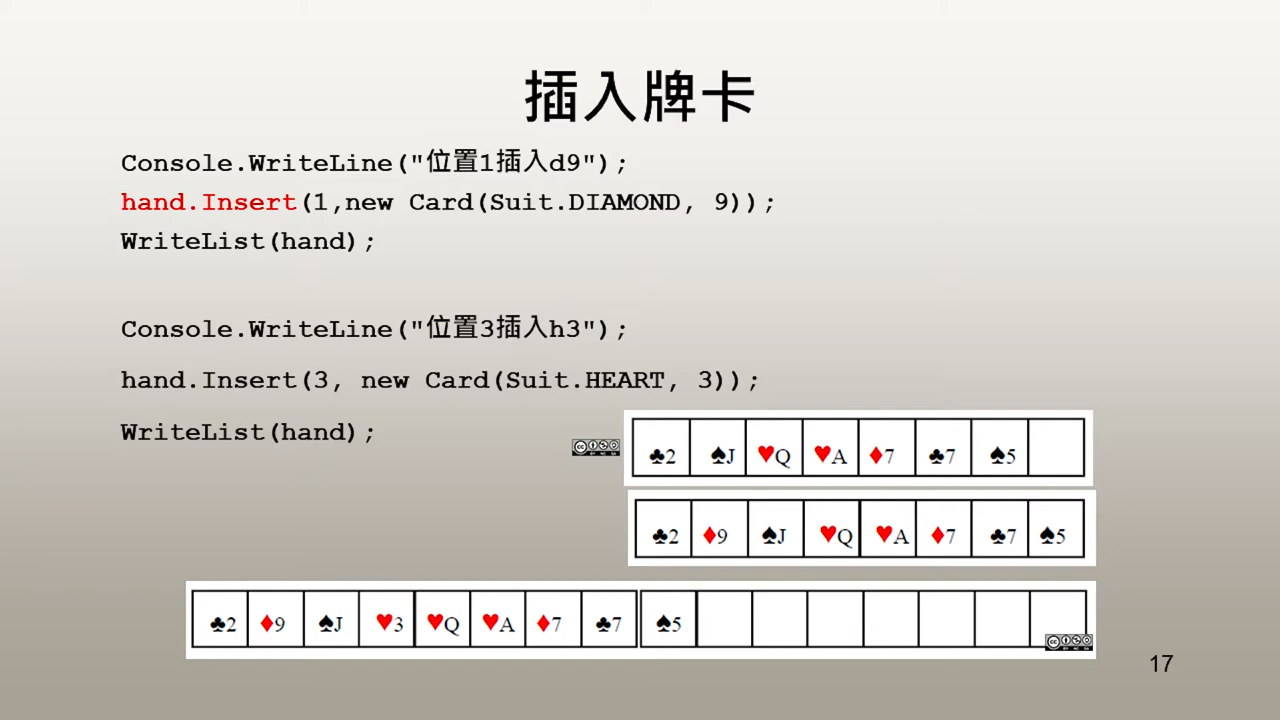 插入牌卡
Console.WriteLine("位置1插入d9");
hand.Insert(1,new Card(Suit.DIAMOND, 9));
WriteList(hand);
Console.WriteLine("位置3插入h3");
hand.Insert(3, new Card(Suit.HEART, 3));
WriteList(hand);
♣2 ♠J ♥Q ♥A ♦7 ♣7 ♠5
♣2 ♦9 ♠J ♥Q ♥A ♦7 ♣7 ♠5
♣2 ♦9 ♠J ♥3 ♥Q ♥A ♦7 ♣7 ♠5
17